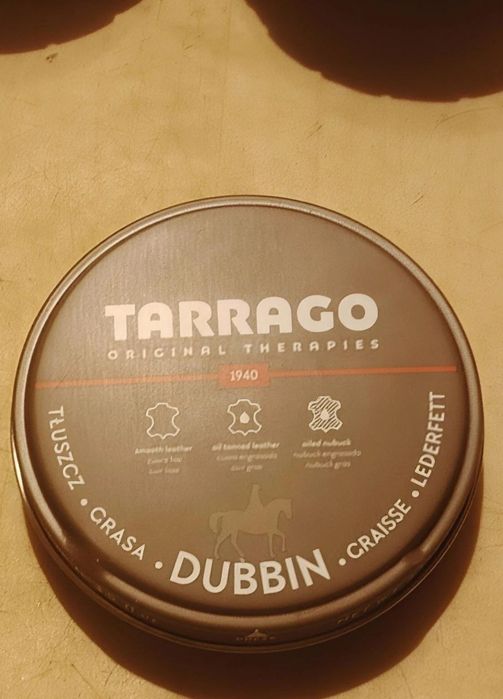 TARRAGO
ORIGINAL THERAPIES
1940
smooth leather
oil tanned leather
oiled nubuck
cuero engrasado
nubuck engrasado
cuir gras
nubuck gras
TŁUSZCZ • GRASA • DUBBIN • GRAISSE • LEDERFETT